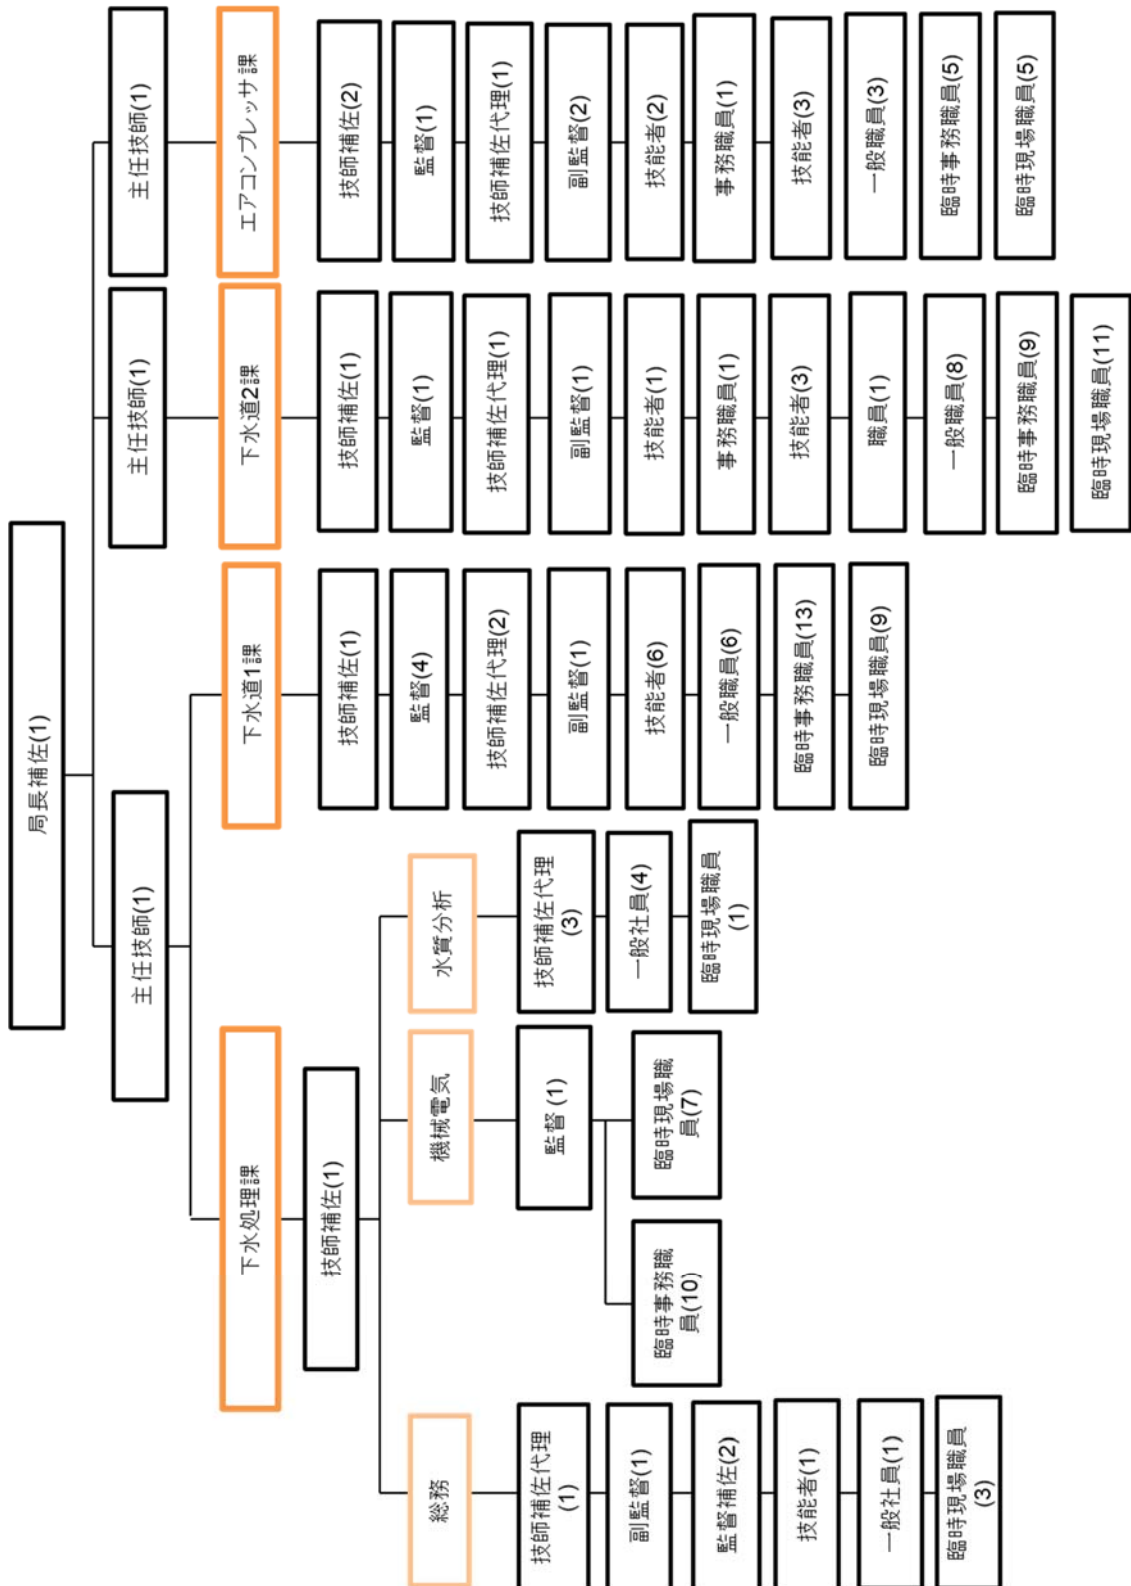 局長補佐(1)
主任技師(1)
主任技師(1)
主任技師(1)
下水処理課
下水道1課
下水道2課
エアコンプレッサ課
技師補佐(1)
総務
機械電気
水質分析
技師補佐代理
(1)
副監督(1)
監督補佐(2)
技能者(1)
一般社員(1)
臨時現場職員
(3)
監督(1)
臨時事務職
員(10)
臨時現場職
員(7)
技師補佐代理
(3)
一般社員(4)
臨時現場職員
(1)
技師補佐(1)
監督(4)
技師補佐代理(2)
副監督(1)
技能者(6)
一般職員(6)
臨時事務職員(13)
臨時現場職員(9)
技師補佐(1)
監督(1)
技師補佐代理(1)
副監督(1)
技能者(1)
事務職員(1)
技能者(3)
職員(1)
一般職員(8)
臨時事務職員(9)
臨時現場職員(11)
技師補佐(2)
監督(1)
技師補佐代理(1)
副監督(2)
技能者(2)
事務職員(1)
技能者(3)
一般職員(3)
臨時事務職員(5)
臨時現場職員(5)